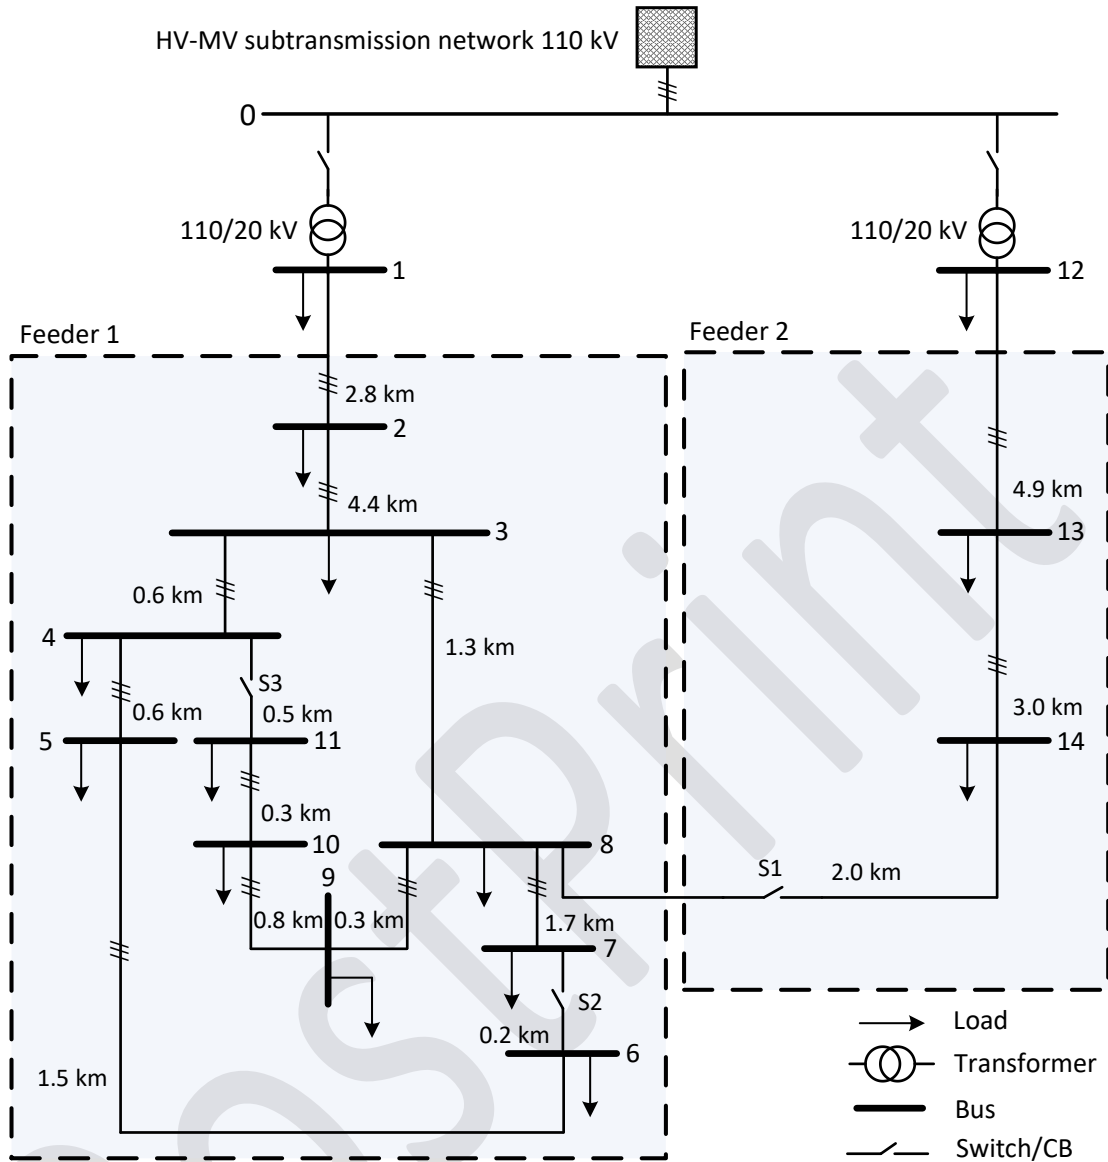 HV-MV subtransmission network 110 kV
0
110/20 kV
110/20 kV
1
12
Feeder 1
Feeder 2
2.8 km
2
4.4 km
4.9 km
3
13
0.6 km
1.3 km
4
S3
0.6 km
0.5 km
3.0 km
5
11
14
0.3 km
10
8
9
S1
2.0 km
0.8 km
0.3 km
1.7 km
7
S2
0.2 km
6
1.5 km
Load
Transformer
Bus
Switch/CB